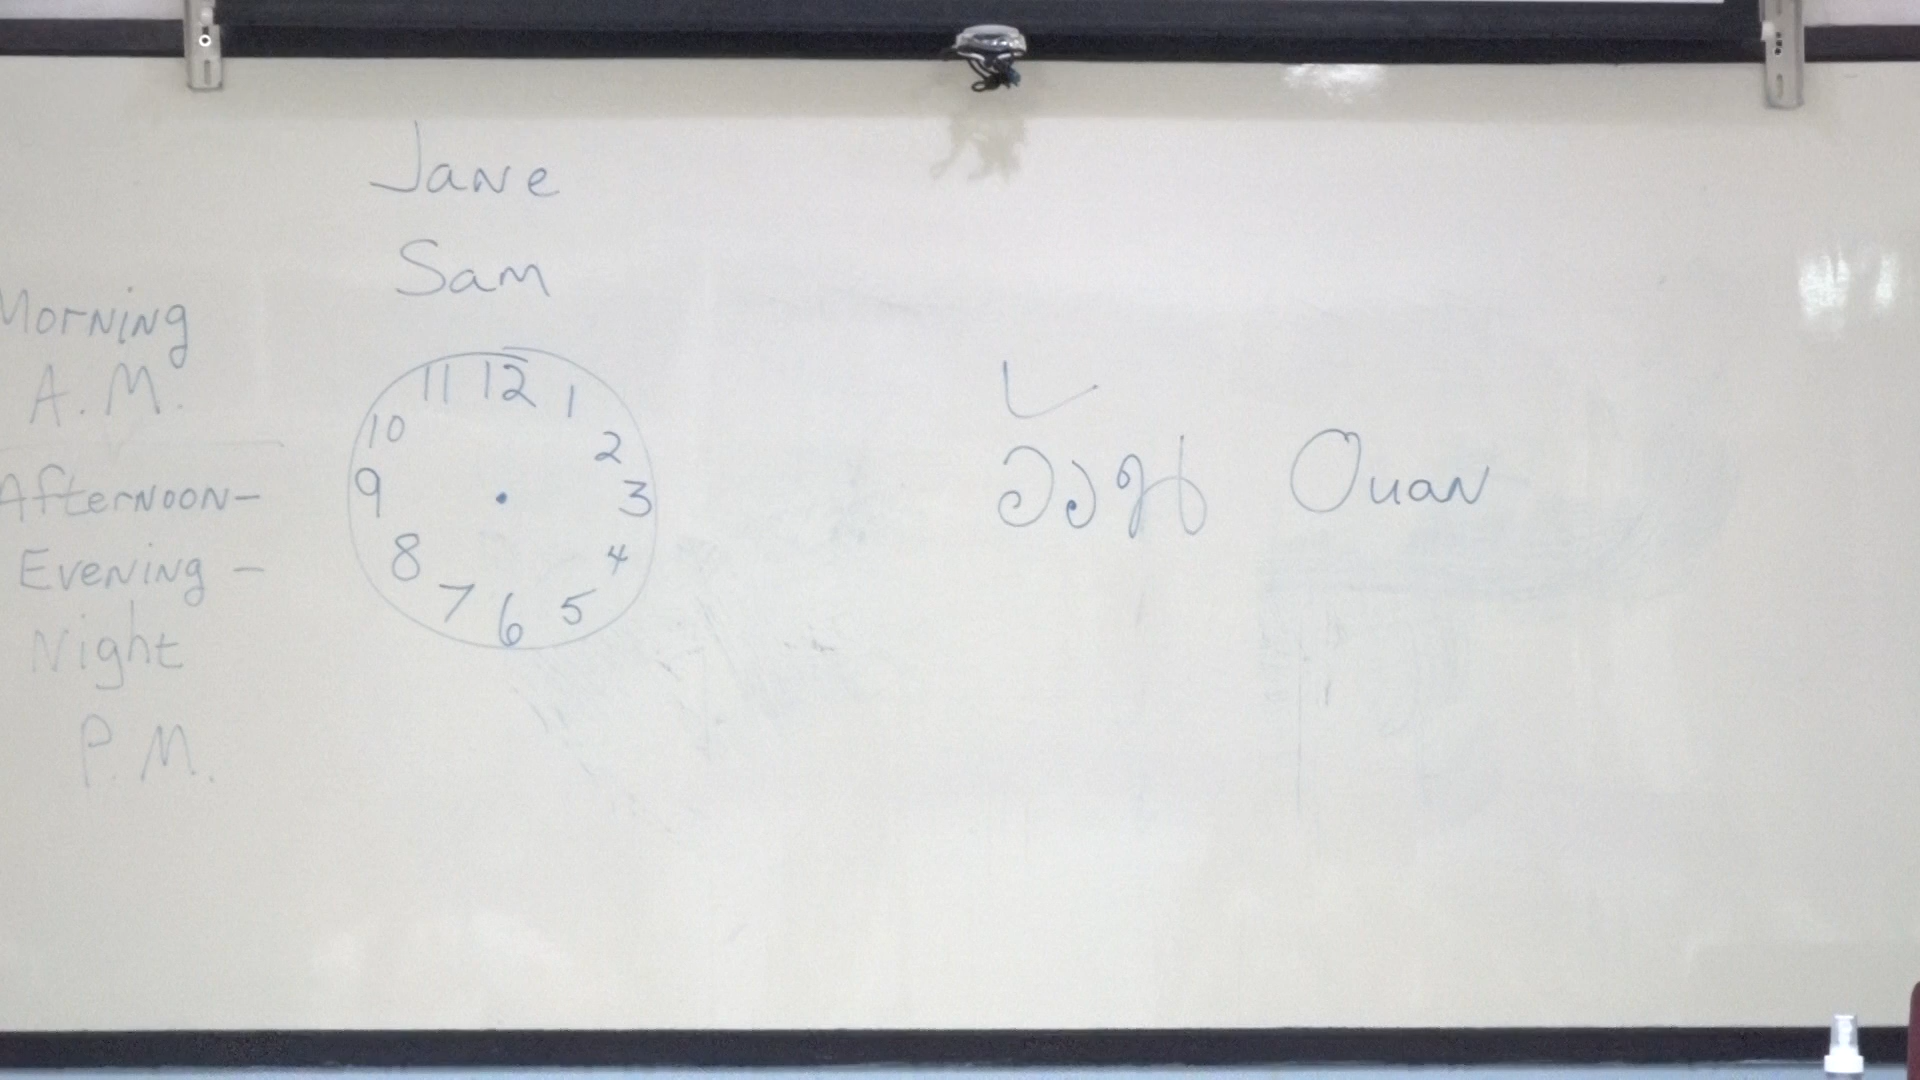 Jane
Sam
Morning
A.M.
Afternoon-
Evening -
Night
P.M.
11 12 1
10 2
9 3
8 4
7 6 5
Ouan